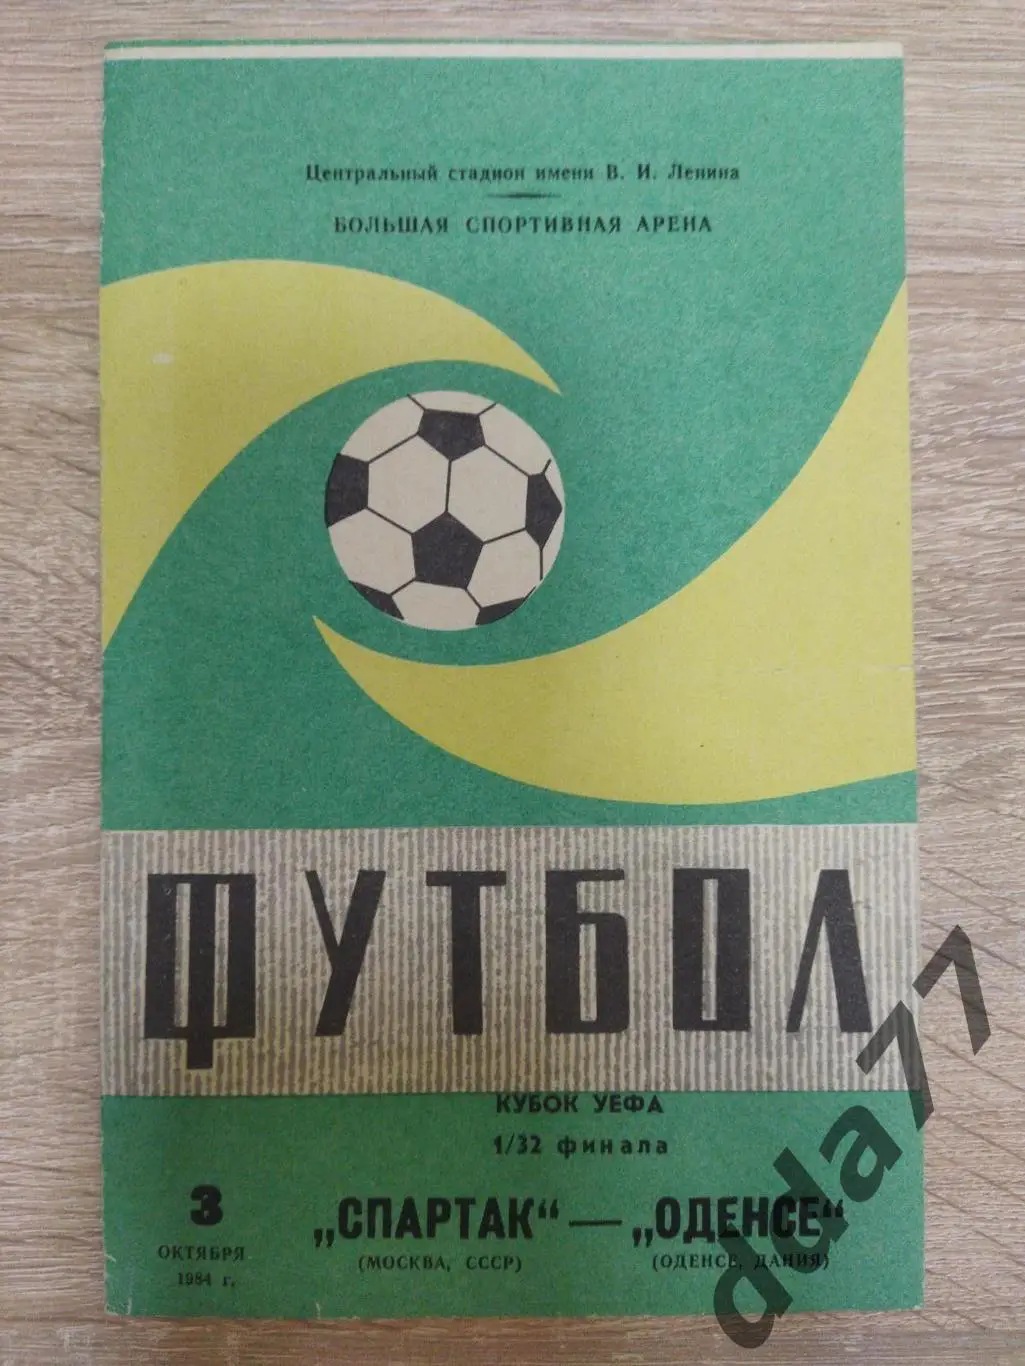 Центральный стадион имени В. И. Ленина
БОЛЬШАЯ СПОРТИВНАЯ АРЕНА
ФУТБОЛ
КУБОК УЕФА
1/32 финала
3
ОКТЯБРЯ
1984 г.
„СПАРТАК“ — „ОДЕНСЕ“
(МОСКВА, СССР) (ОДЕНСЕ, ДАНИЯ)
dda77